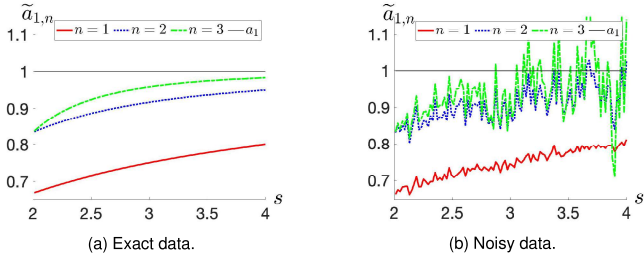 ã₁,ₙ
n = 1 n = 2 n = 3 a₁
1.1
1
0.9
0.8
0.7
2 2.5 3 3.5 4 s
(a) Exact data.
ã₁,ₙ
n = 1 n = 2 n = 3 a₁
1.1
1
0.9
0.8
0.7
2 2.5 3 3.5 4 s
(b) Noisy data.